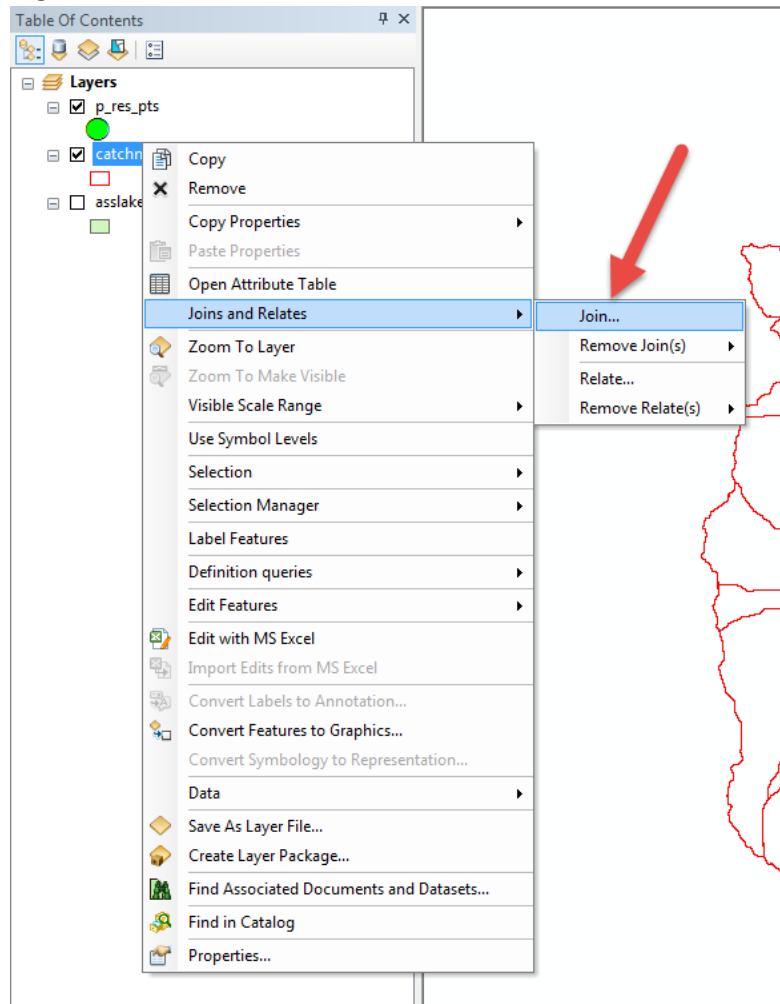 Table Of Contents
Layers
p_res_pts
catchn
asslake
Copy
Remove
Copy Properties
Paste Properties
Open Attribute Table
Joins and Relates
Zoom To Layer
Zoom To Make Visible
Visible Scale Range
Use Symbol Levels
Selection
Selection Manager
Label Features
Definition queries
Edit Features
Edit with MS Excel
Import Edits from MS Excel
Convert Labels to Annotation...
Convert Features to Graphics...
Convert Symbology to Representation...
Data
Save As Layer File...
Create Layer Package...
Find Associated Documents and Datasets...
Find in Catalog
Properties...
Join...
Remove Join(s)
Relate...
Remove Relate(s)